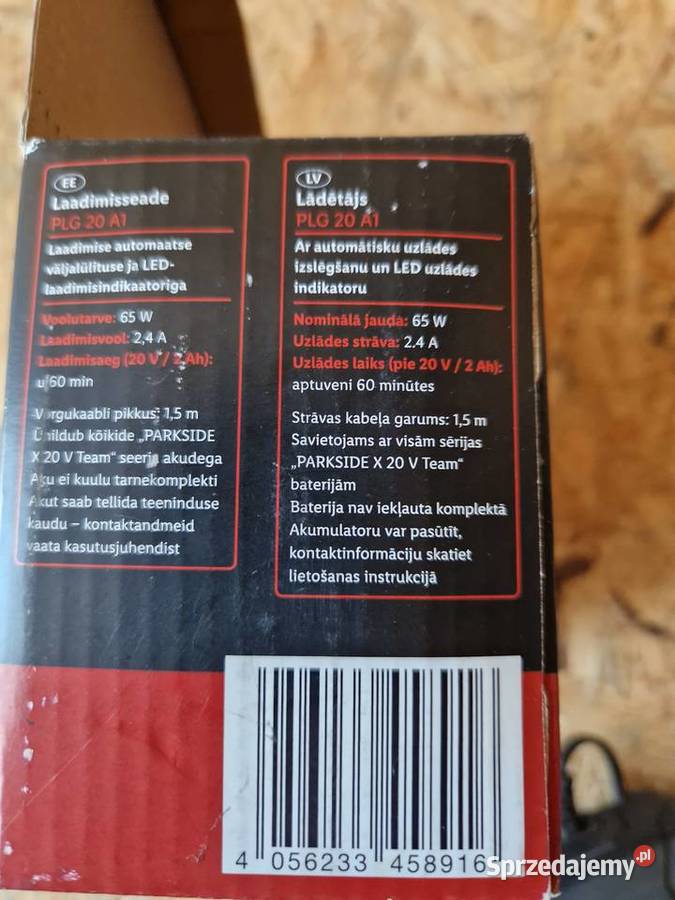 EE
Laadimisseade
PLG 20 A1
Laadimise automaatse
väljalülituse ja LED-
laadimisindikaatoriga
Voolutarve: 65 W
Laadimisvool: 2,4 A
Laadimisaeg (20 V / 2 Ah):
u 60 min
Võrgukaabli pikkus: 1,5 m
Ühildub kõikide „PARKSIDE
X 20 V Team“ seeria akudega
Aku ei kuulu tarnekomplekti
Akut saab tellida teeninduse
kaudu – kontaktandmeid
vaata kasutusjuhendist
LV
Lādētājs
PLG 20 A1
Ar automātisku uzlādes
izslēgšanu un LED uzlādes
indikatoru
Nominālā jauda: 65 W
Uzlādes strāva: 2.4 A
Uzlādes laiks (pie 20 V / 2 Ah):
aptuveni 60 minūtes
Strāvas kabeļa garums: 1,5 m
Savietojams ar visām sērijas
„PARKSIDE X 20 V Team“
baterijām
Baterija nav iekļauta komplektā
Akumulatoru var pasūtīt,
kontaktinformāciju skatiet
lietošanas instrukcijā
4 056233 458916
Sprzedajemy.pl